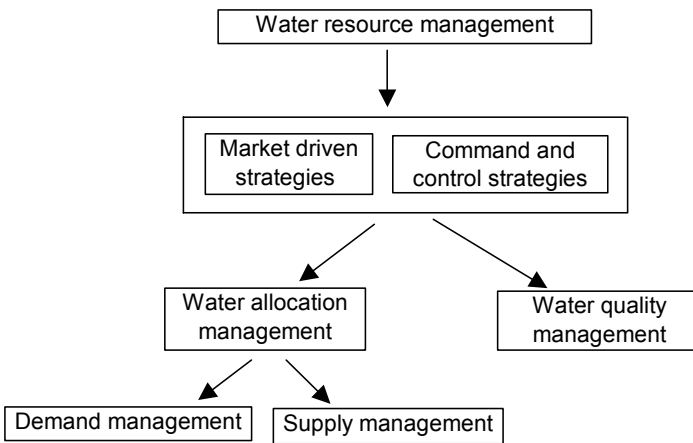 Water resource management
Market driven
strategies
Command and
control strategies
Water allocation
management
Water quality
management
Demand management
Supply management